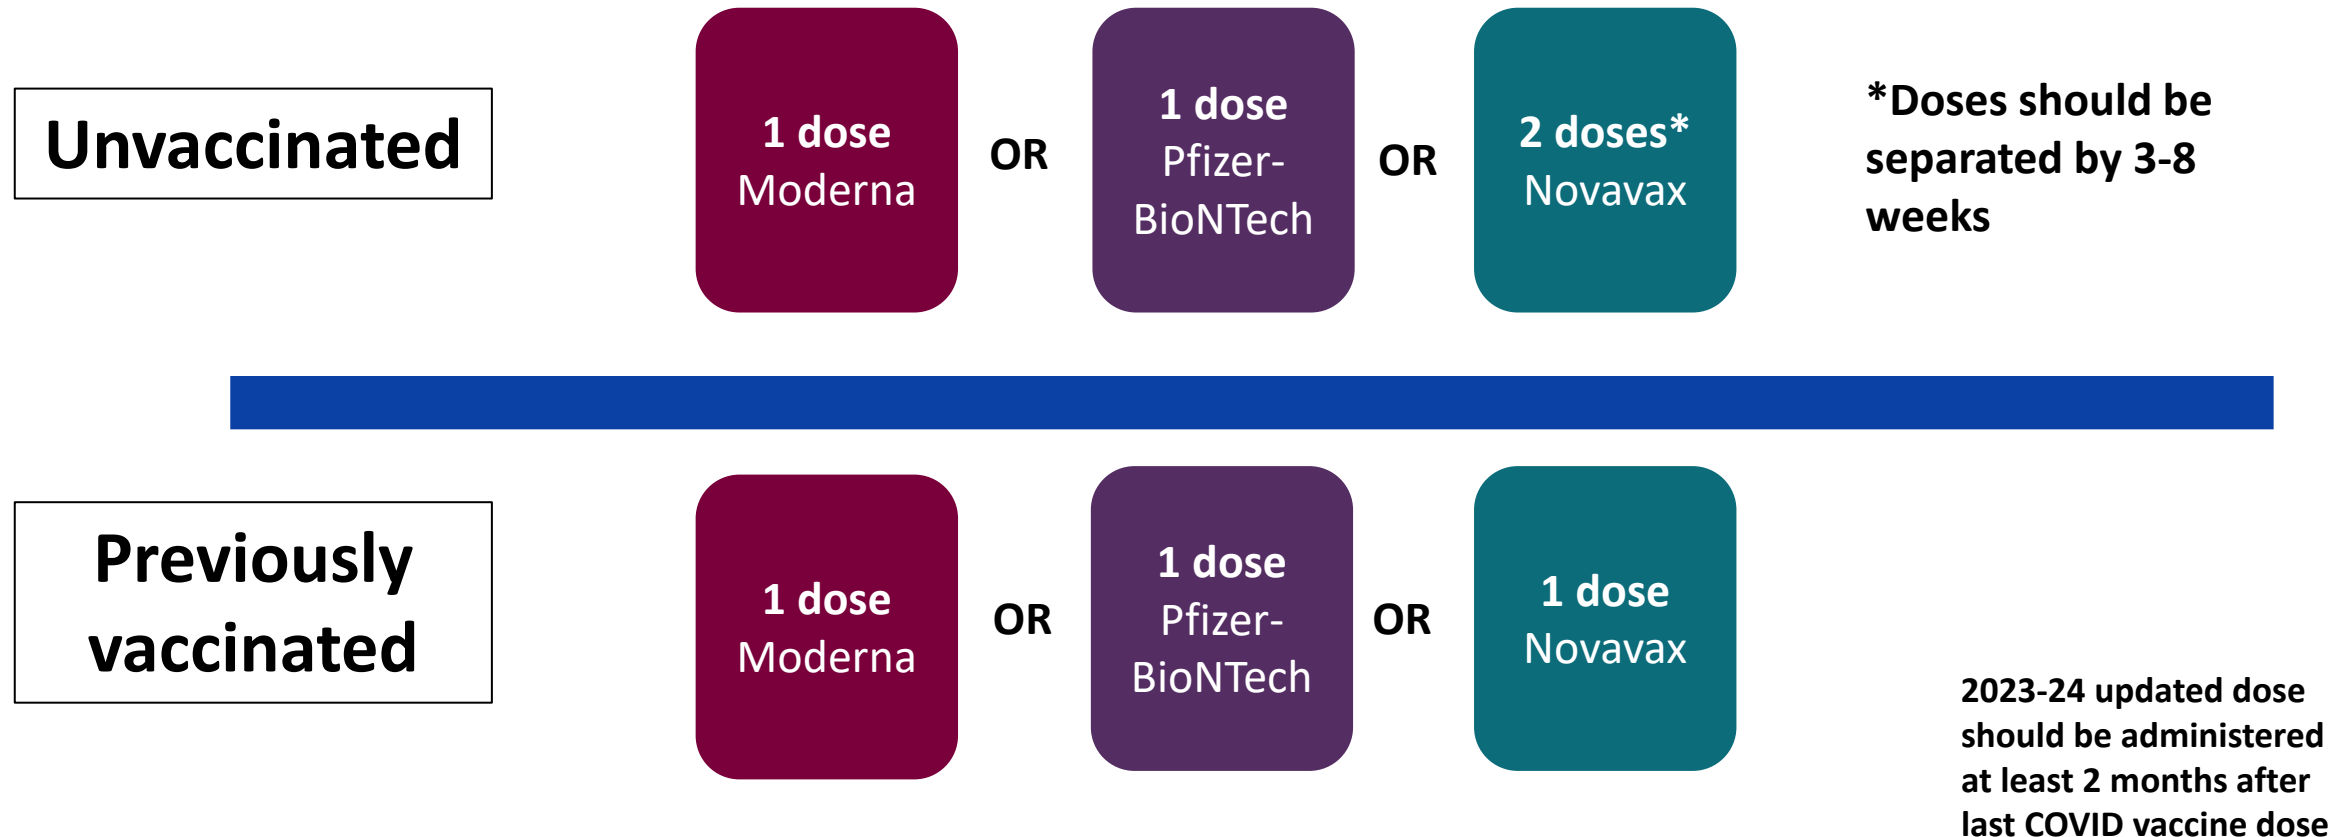 Unvaccinated
1 dose
Moderna
OR
1 dose
Pfizer-
BioNTech
OR
2 doses*
Novavax
*Doses should be
separated by 3-8
weeks
Previously
vaccinated
1 dose
Moderna
OR
1 dose
Pfizer-
BioNTech
OR
1 dose
Novavax
2023-24 updated dose
should be administered
at least 2 months after
last COVID vaccine dose